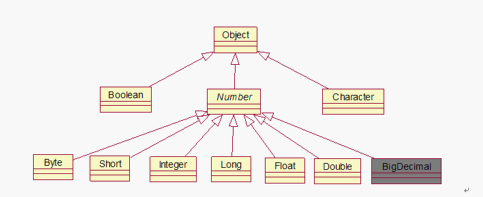 Object
Boolean
Number
Character
Byte
Short
Integer
Long
Float
Double
BigDecimal